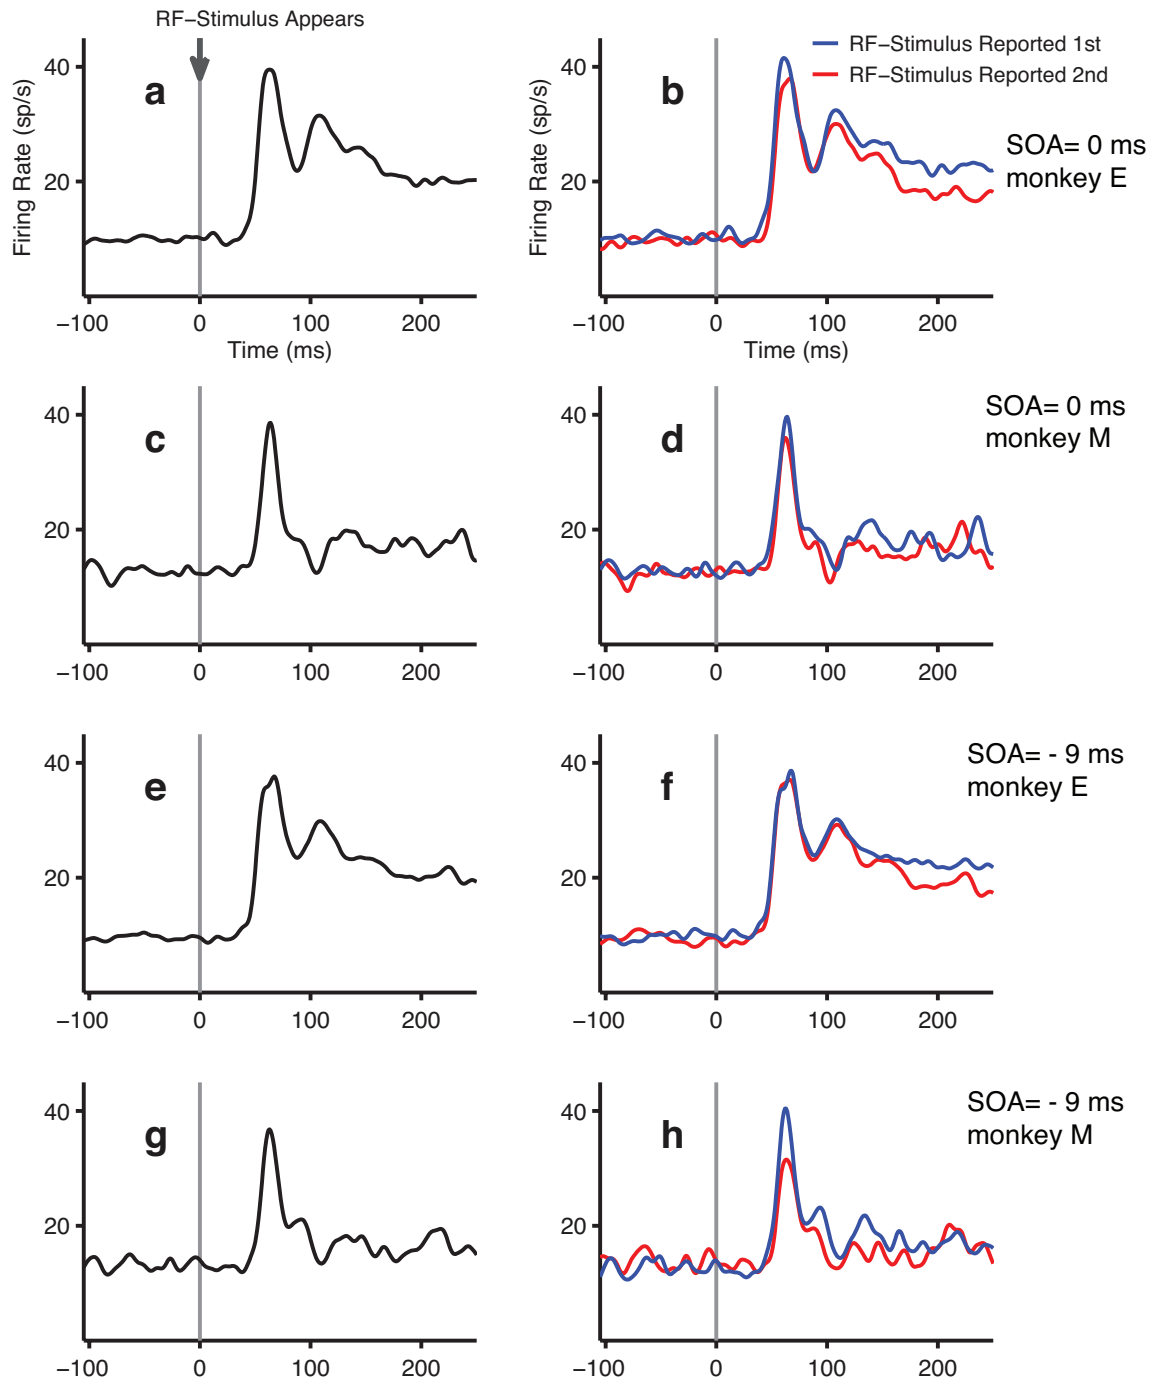 RF−Stimulus Appears
Firing Rate (sp/s)
40
20
a
−100 0 100 200
Time (ms)
Firing Rate (sp/s)
40
20
b
RF−Stimulus Reported 1st
RF−Stimulus Reported 2nd
SOA= 0 ms
monkey E
−100 0 100 200
Time (ms)
40
20
c
−100 0 100 200
40
20
d
SOA= 0 ms
monkey M
−100 0 100 200
40
20
e
−100 0 100 200
40
20
f
SOA= - 9 ms
monkey E
−100 0 100 200
40
20
g
−100 0 100 200
40
20
h
SOA= - 9 ms
monkey M
−100 0 100 200